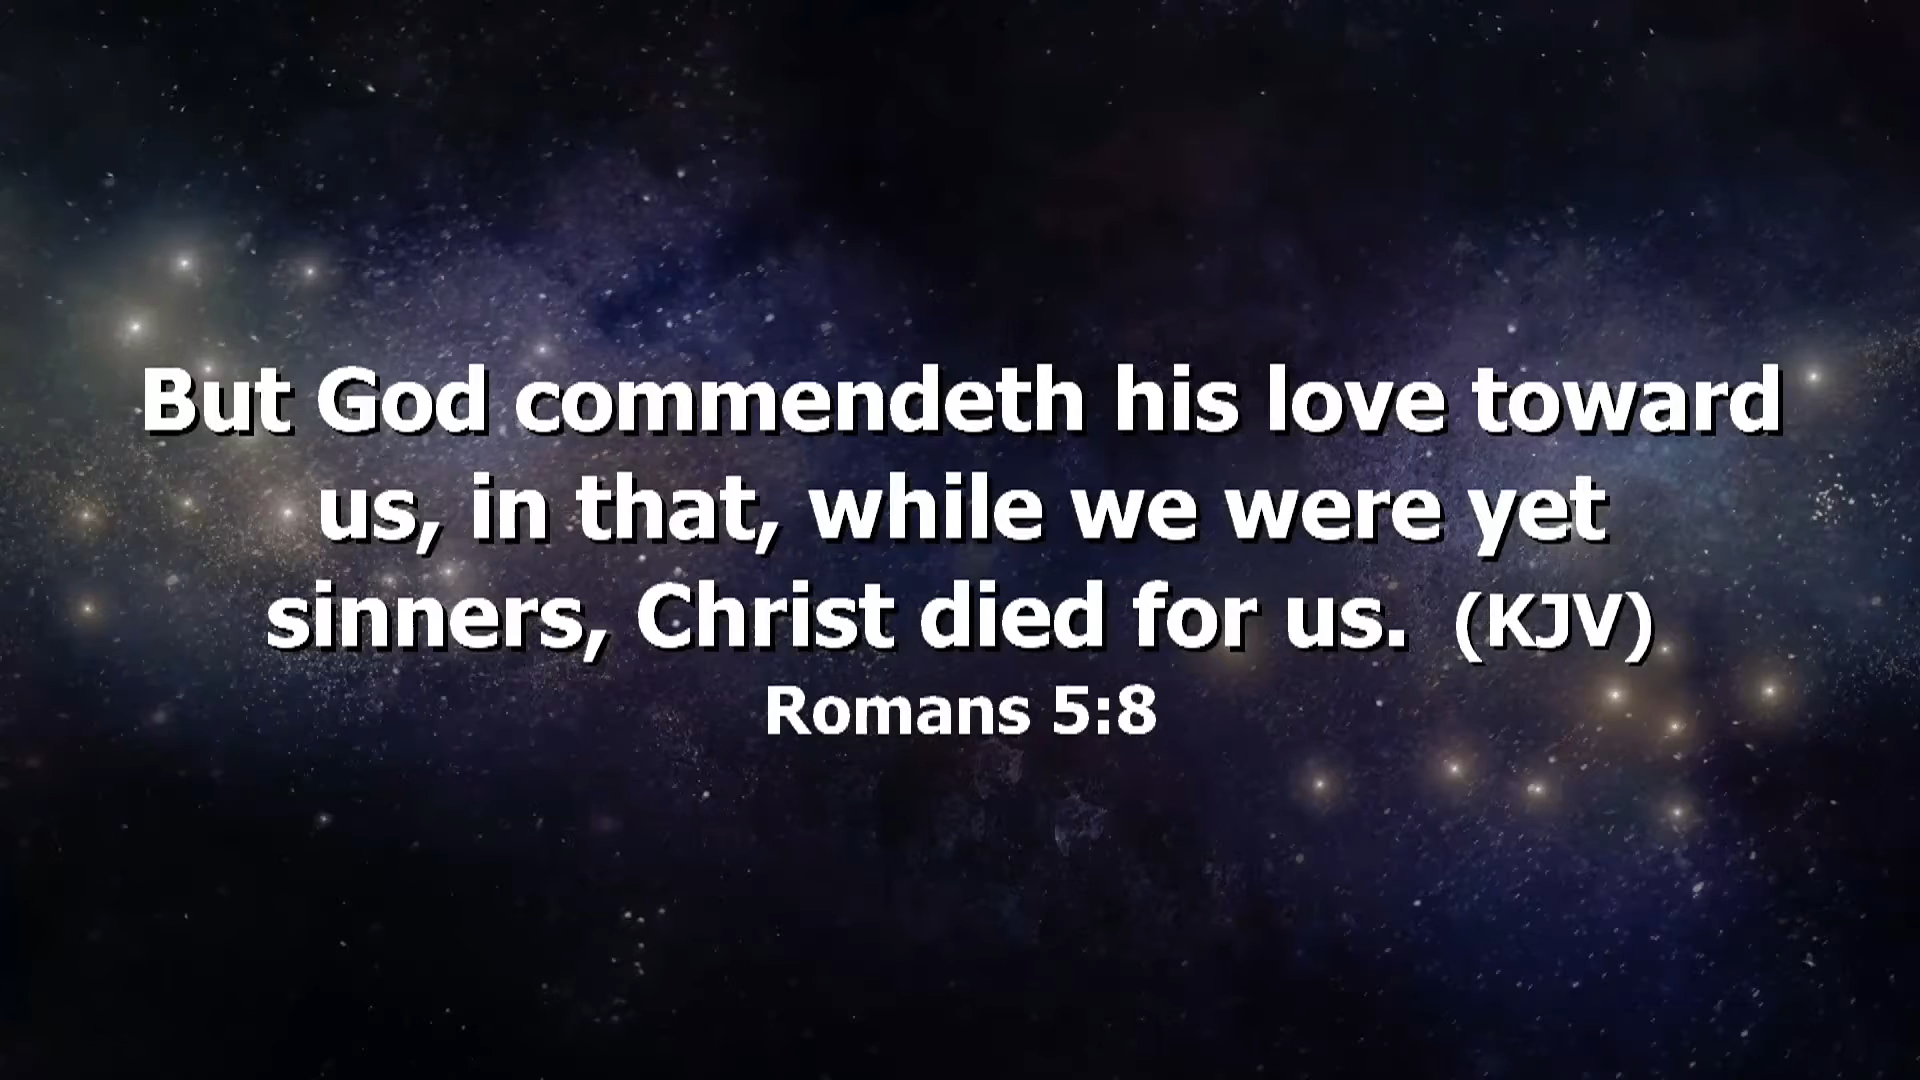 But God commendeth his love toward
us, in that, while we were yet
sinners, Christ died for us. (KJV)
Romans 5:8